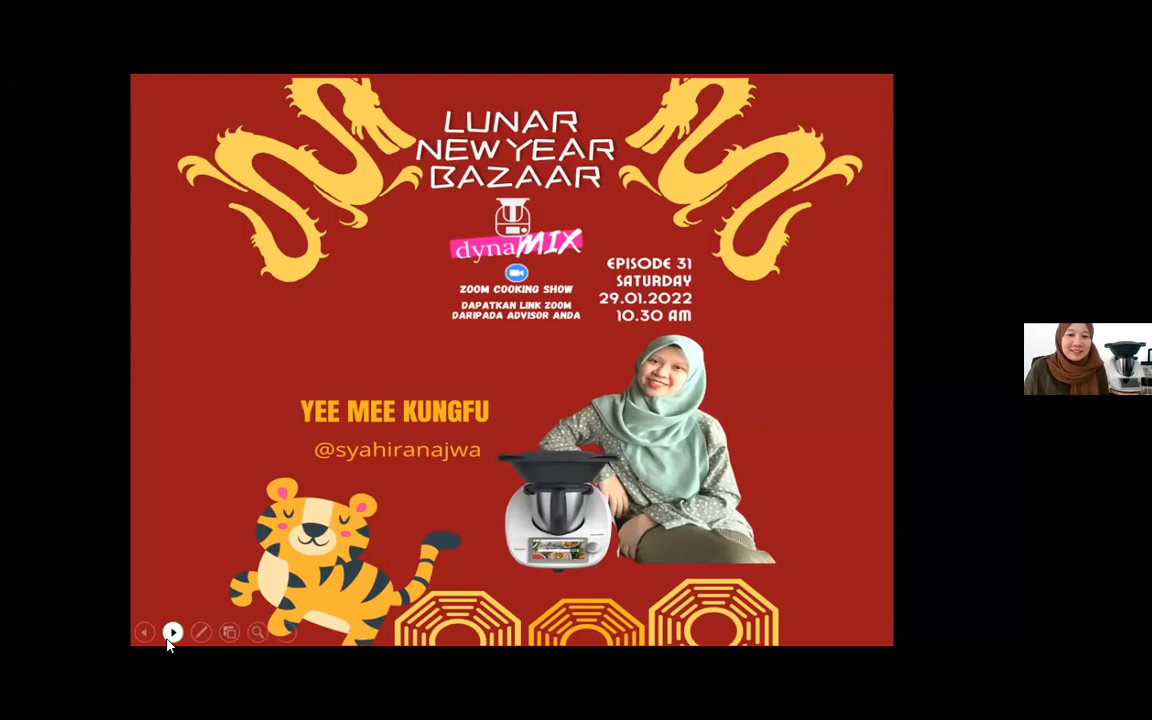 LUNAR
NEW YEAR
BAZAAR
dynaMIX
ZOOM COOKING SHOW
DAPATKAN LINK ZOOM
DARIPADA ADVISOR ANDA
EPISODE 31
SATURDAY
29.01.2022
10.30 AM
YEE MEE KUNGFU
@syahiranajwa